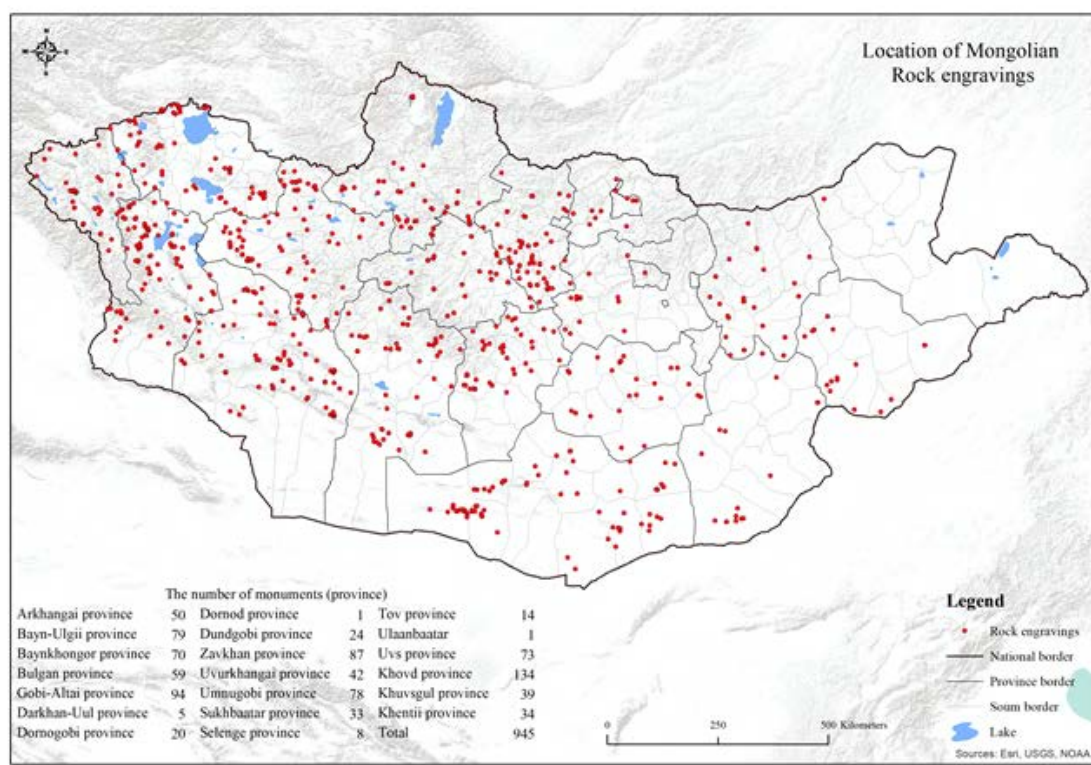 Location of Mongolian
Rock engravings
N
W E
S
The number of monuments (province)
Arkhangai province 50 Dornod province 1 Tov province 14
Bayn-Ulgii province 79 Dundgobi province 24 Ulaanbaatar 1
Baynkhongor province 70 Zavkhan province 87 Uvs province 73
Bulgan province 59 Uvurkhangai province 42 Khovd province 134
Gobi-Altai province 94 Umnugobi province 78 Khuvsgul province 39
Darkhan-Uul province 5 Sukhbaatar province 33 Khentii province 34
Dornogobi province 20 Selenge province 8 Total 945
Legend
Rock engravings
National border
Province border
Soum border
Lake
0 250 500 Kilometers
Sources: Esri, USGS, NOAA